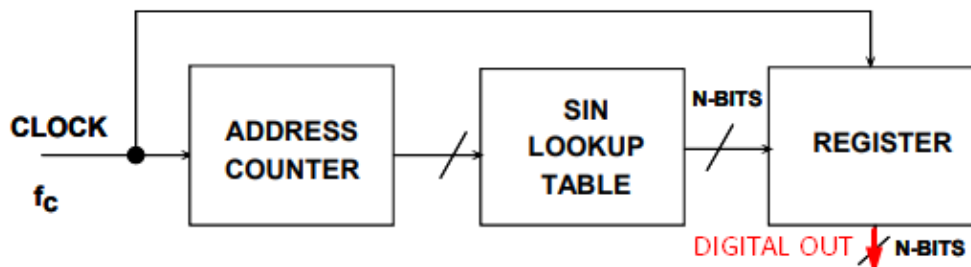 CLOCK
fC
ADDRESS
COUNTER
SIN
LOOKUP
TABLE
N-BITS
REGISTER
DIGITAL OUT
N-BITS